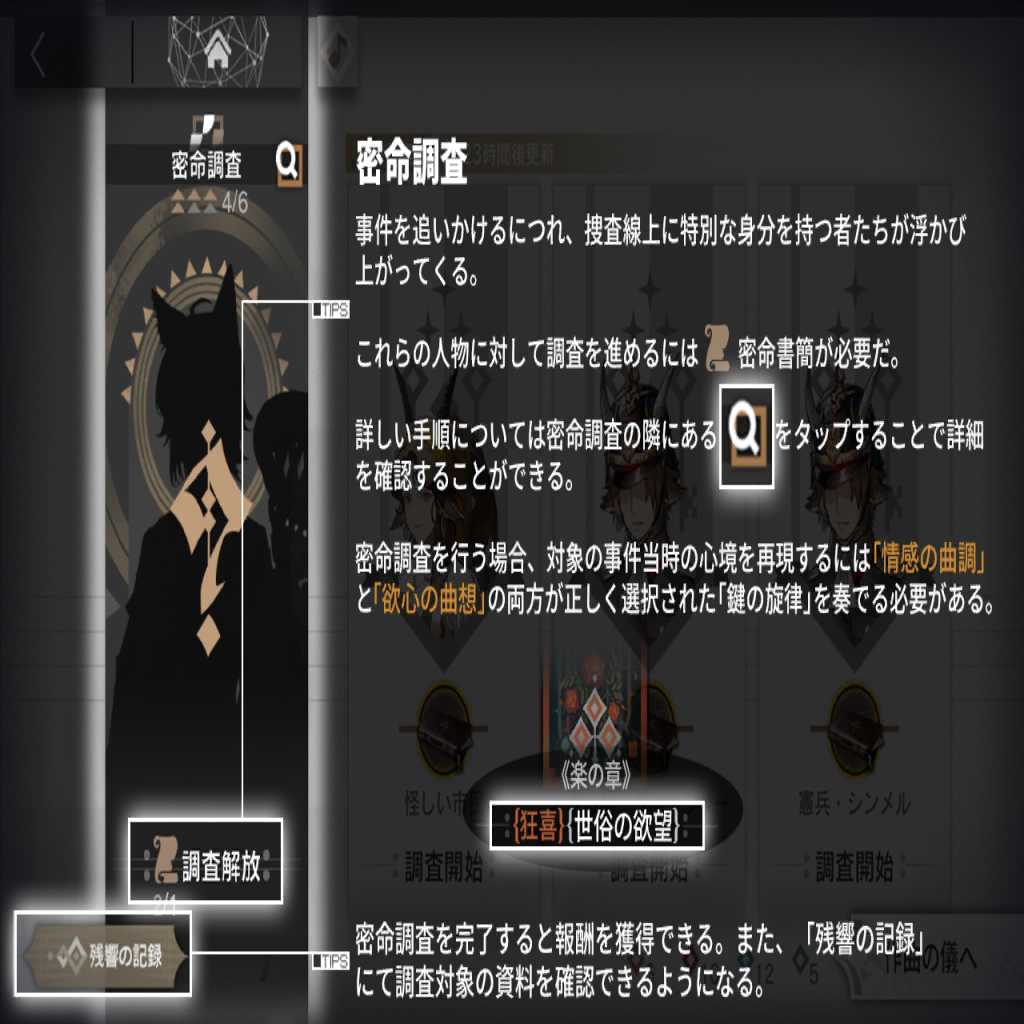 密命調査
4/6
密命調査
3時間後更新
事件を追いかけるにつれ、捜査線上に特別な身分を持つ者たちが浮かび
上がってくる。
TIPS
これらの人物に対して調査を進めるには 密命書簡が必要だ。
詳しい手順については密命調査の隣にある をタップすることで詳細
を確認することができる。
密命調査を行う場合、対象の事件当時の心境を再現するには「情感の曲調」
と「欲心の曲想」の両方が正しく選択された「鍵の旋律」を奏でる必要がある。
《楽の章》
{狂喜}{世俗の欲望}
怪しい市民
憲兵・シンメル
調査開始
調査開始
調査開始
調査解放
2/1
残響の記録
TIPS
密命調査を完了すると報酬を獲得できる。また、「残響の記録」
にて調査対象の資料を確認できるようになる。
12
5
作曲の儀へ